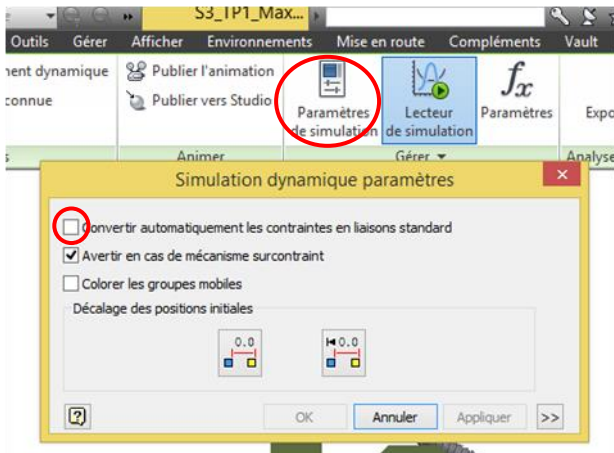 S3_TP1_Max...
Outils Gérer Afficher Environnements Mise en route Compléments Vault
ment dynamique
connue
Publier l'animation
Publier vers Studio
Paramètres
de simulation
Lecteur
de simulation
fx
Paramètres
Expo
Animer
Gérer
Analyse
Simulation dynamique paramètres
Convertir automatiquement les contraintes en liaisons standard
Avertir en cas de mécanisme surcontraint
Colorer les groupes mobiles
Décalage des positions initiales
0.0 0.0
? OK Annuler Appliquer >>